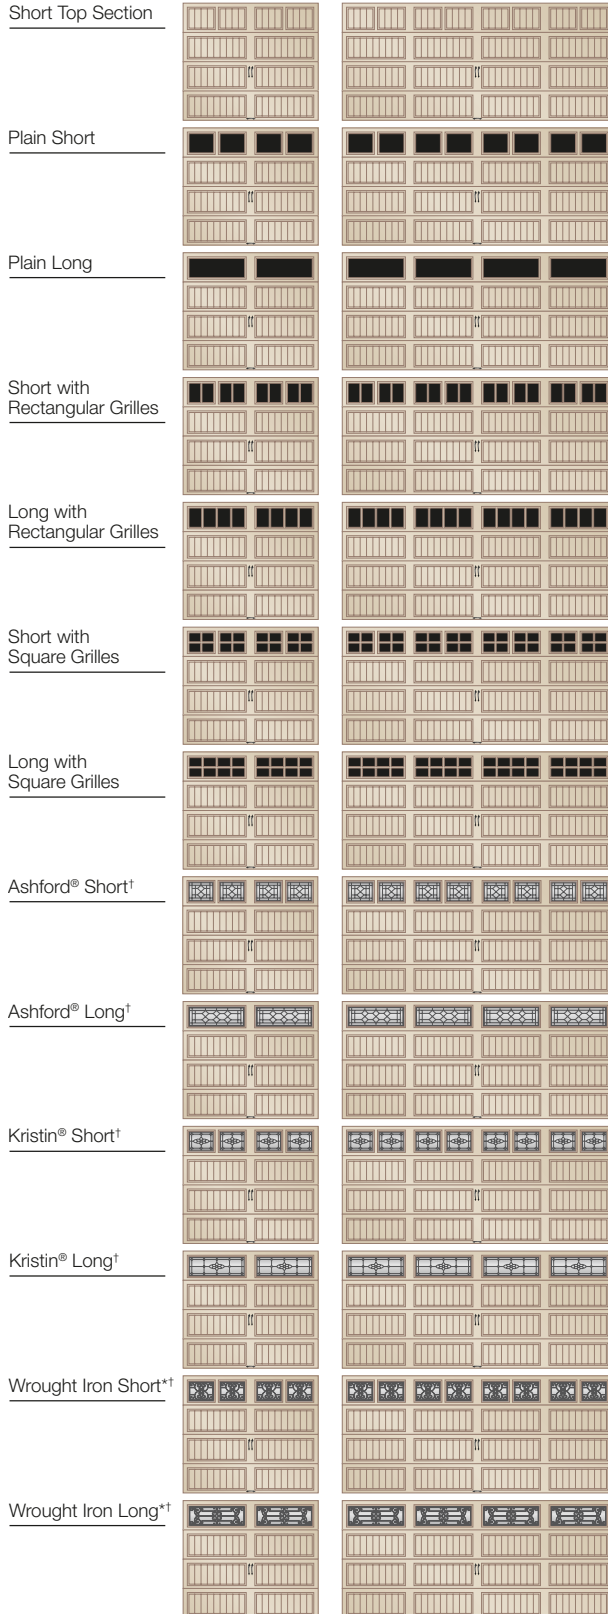 Short Top Section
Plain Short
Plain Long
Short with
Rectangular Grilles
Long with
Rectangular Grilles
Short with
Square Grilles
Long with
Square Grilles
Ashford® Short†
Ashford® Long†
Kristin® Short†
Kristin® Long†
Wrought Iron Short*†
Wrought Iron Long*†